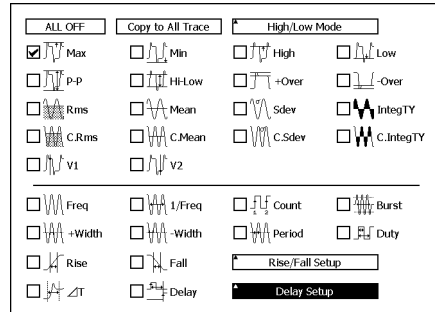 ALL OFF Copy to All Trace High/Low Mode
Max Min High Low
P-P Hi-Low +Over -Over
Rms Mean Sdev IntegTY
C.Rms C.Mean C.Sdev C.IntegTY
V1 V2
Freq 1/Freq Count Burst
+Width -Width Period Duty
Rise Fall Rise/Fall Setup
⊿T Delay Delay Setup